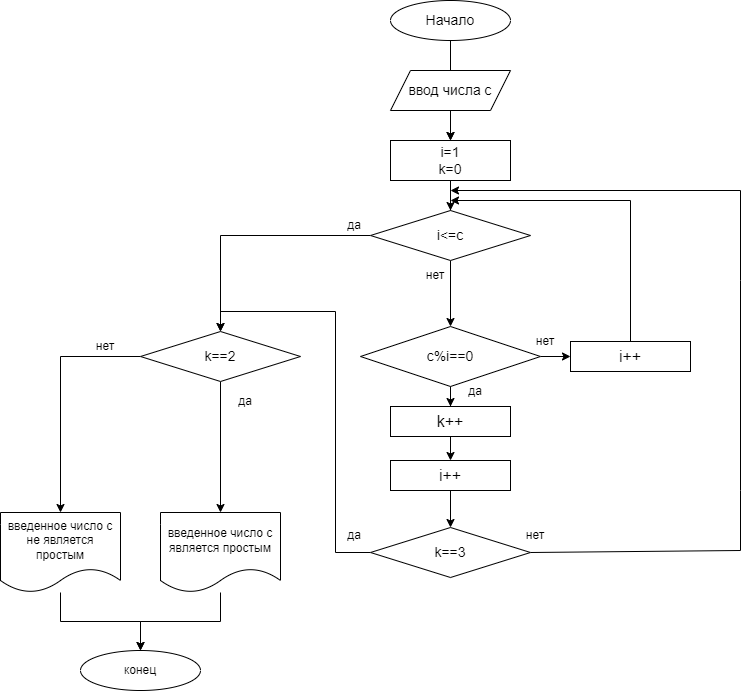 Начало
ввод числа с
i=1
k=0
i<=c
да
нет
k==2
нет
да
c%i==0
нет
да
i++
k++
i++
k==3
да
нет
введенное число с
не является
простым
введенное число с
является простым
конец